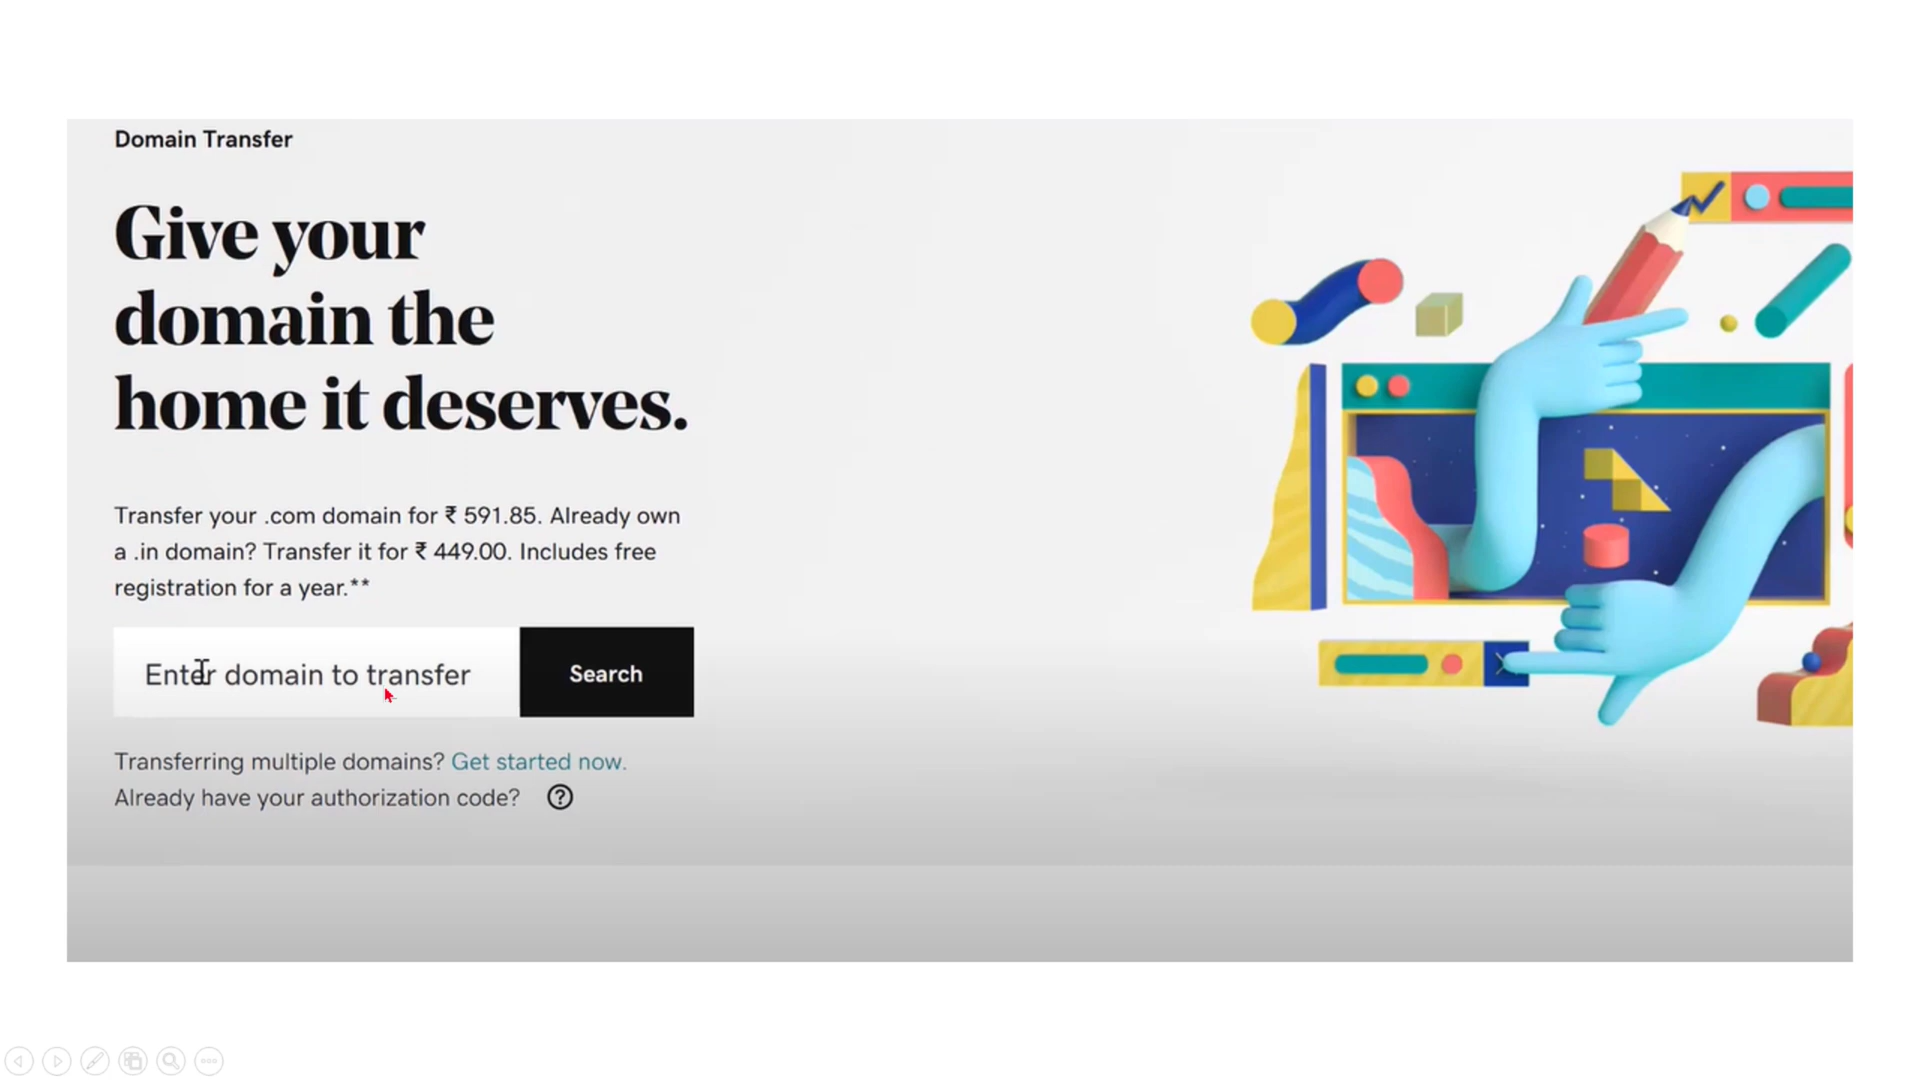 Domain Transfer
Give your
domain the
home it deserves.
Transfer your .com domain for ₹ 591.85. Already own
a .in domain? Transfer it for ₹ 449.00. Includes free
registration for a year.**
Enter domain to transfer
Search
Transferring multiple domains? Get started now.
Already have your authorization code? ?